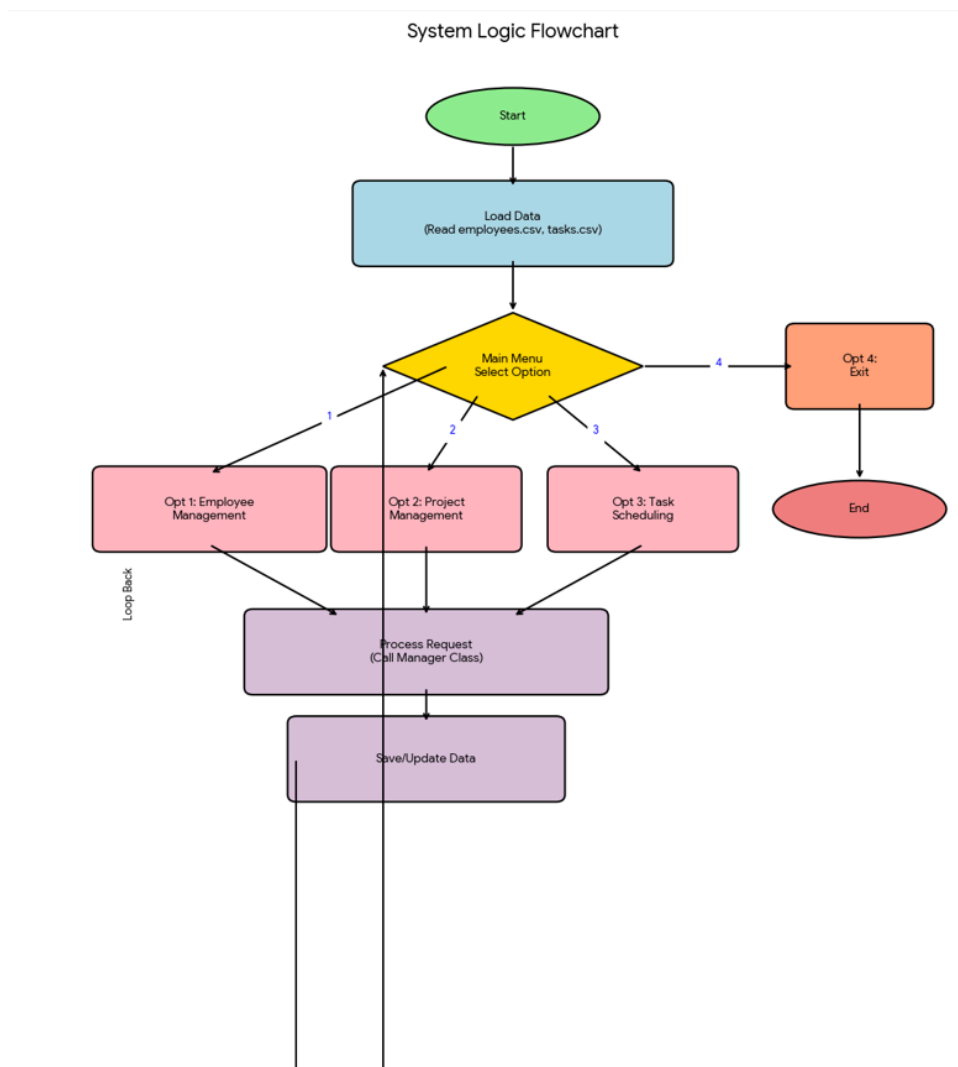 System Logic Flowchart
Start
Load Data
(Read employees.csv, tasks.csv)
Main Menu
Select Option
4
Opt 4:
Exit
1
2
3
Opt 1: Employee
Management
Opt 2: Project
Management
Opt 3: Task
Scheduling
End
Loop Back
Process Request
(Call Manager Class)
Save/Update Data